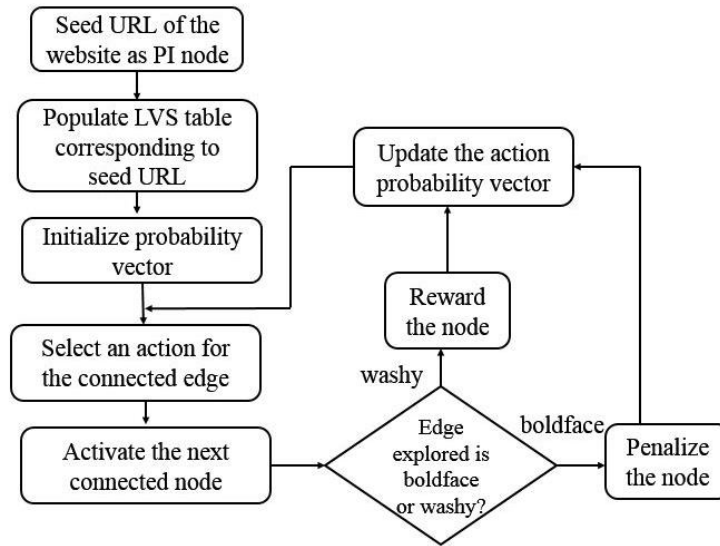 Seed URL of the
website as PI node
Populate LVS table
corresponding to
seed URL
Initialize probability
vector
Select an action for
the connected edge
Activate the next
connected node
Edge
explored is
boldface
or washy?
washy
Reward
the node
boldface
Penalize
the node
Update the action
probability vector